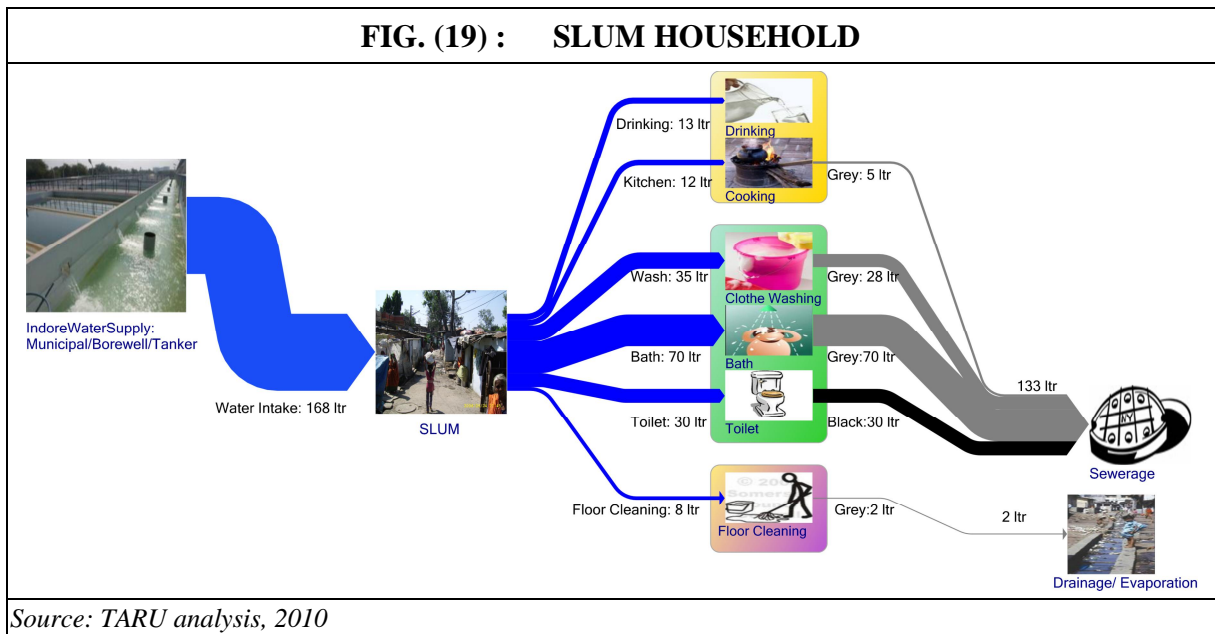 FIG. (19) : SLUM HOUSEHOLD
Drinking: 13 ltr
Drinking
Kitchen: 12 ltr
Cooking
Grey: 5 ltr
Wash: 35 ltr
Clothe Washing
Grey: 28 ltr
IndoreWaterSupply:
Municipal/Borewell/Tanker
Bath: 70 ltr
Bath
Grey:70 ltr
133 ltr
Water Intake: 168 ltr
SLUM
Toilet: 30 ltr
Toilet
Black:30 ltr
NY
Sewerage
Floor Cleaning: 8 ltr
Floor Cleaning
Grey:2 ltr
2 ltr
Drainage/ Evaporation
Source: TARU analysis, 2010